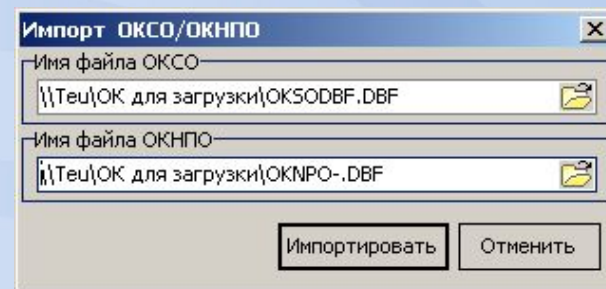 Импорт ОКСО/ОКНПО
Имя файла ОКСО
\\Teu\ОК для загрузки\OKSODBF.DBF
Имя файла ОКНПО
\\Teu\ОК для загрузки\OKNPO-.DBF
Импортировать
Отменить